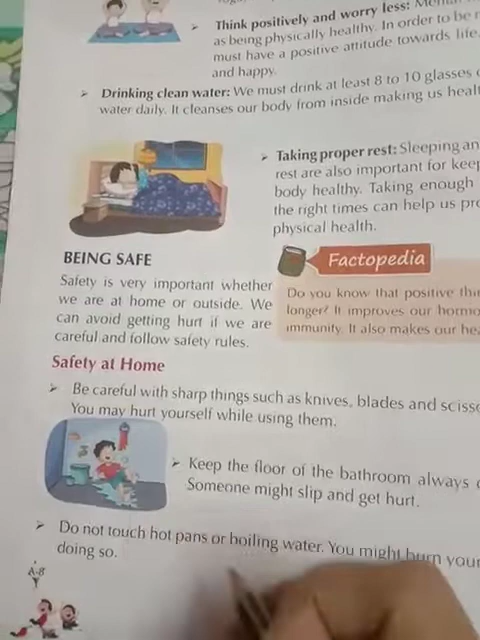 Think positively and worry less:
as being physically healthy. In order to be
must have a positive attitude towards life.
and happy.
Drinking clean water: We must drink at least 8 to 10 glasses
water daily. It cleanses our body from inside making us
Taking proper rest: Sleeping
rest are also important for
body healthy. Taking enough
the right times can help us
physical health.
BEING SAFE
Safety is very important whether
we are at home or outside. We
can avoid getting hurt if we are
careful and follow safety rules.
Factopedia
Do you know that positive
longer? It improves our
immunity. It also makes our
Safety at Home
Be careful with sharp things such as knives, blades and
You may hurt yourself while using them.
Keep the floor of the bathroom always
Someone might slip and get hurt.
Do not touch hot pans or boiling water. You might burn
doing so.
A-8